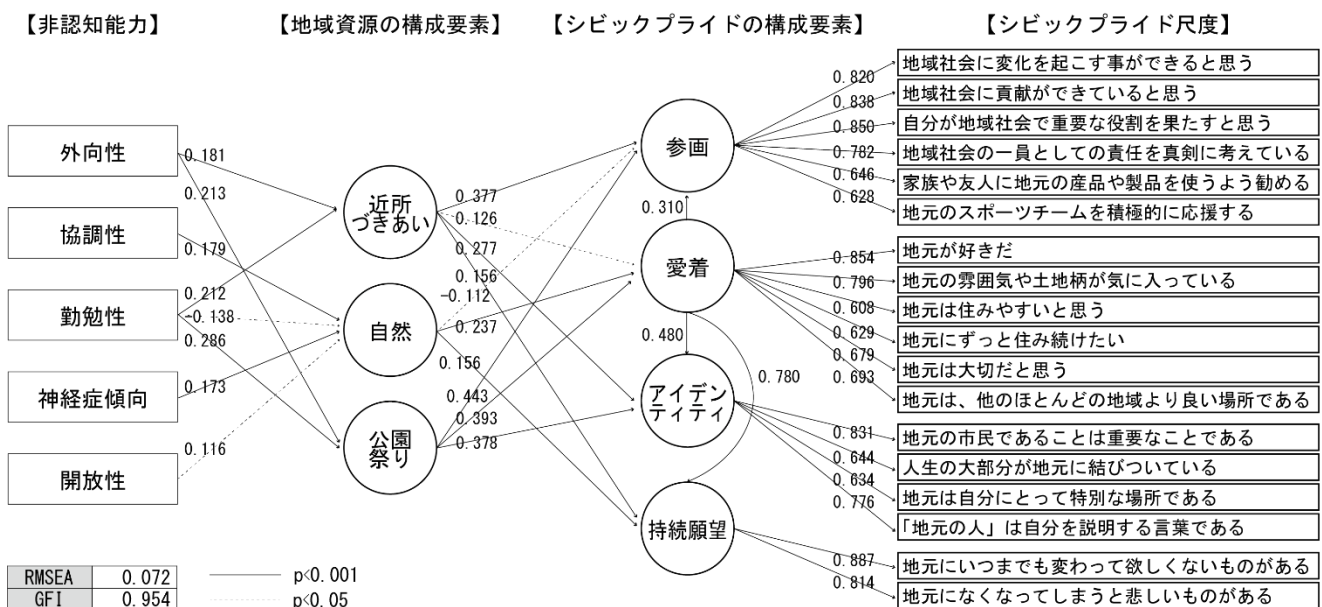 【非認知能力】
【地域資源の構成要素】
【シビックプライドの構成要素】
【シビックプライド尺度】
外向性
協調性
勤勉性
神経症傾向
開放性
0.181
0.213
0.179
0.212
-0.138
0.286
0.173
0.116
近所
づきあい
自然
公園
祭り
0.377
0.126
0.277
0.156
-0.112
0.237
0.156
0.443
0.393
0.378
参画
0.310
愛着
0.480
0.780
アイデン
ティティ
持続願望
0.820
0.838
0.850
0.782
0.646
0.628
地域社会に変化を起こす事ができると思う
地域社会に貢献ができていると思う
自分が地域社会で重要な役割を果たすと思う
地域社会の一員としての責任を真剣に考えている
家族や友人に地元の産品や製品を使うよう勧める
地元のスポーツチームを積極的に応援する
0.854
0.796
0.608
0.629
0.679
0.693
地元が好きだ
地元の雰囲気や土地柄が気に入っている
地元は住みやすいと思う
地元にずっと住み続けたい
地元は大切だと思う
地元は、他のほとんどの地域より良い場所である
0.831
0.644
0.634
0.776
地元の市民であることは重要なことである
人生の大部分が地元に結びついている
地元は自分にとって特別な場所である
「地元の人」は自分を説明する言葉である
0.887
0.814
地元にいつまでも変わって欲しくないものがある
地元になくなってしまうと悲しいものがある
RMSEA 0.072
GFI 0.954
p<0.001
p<0.05